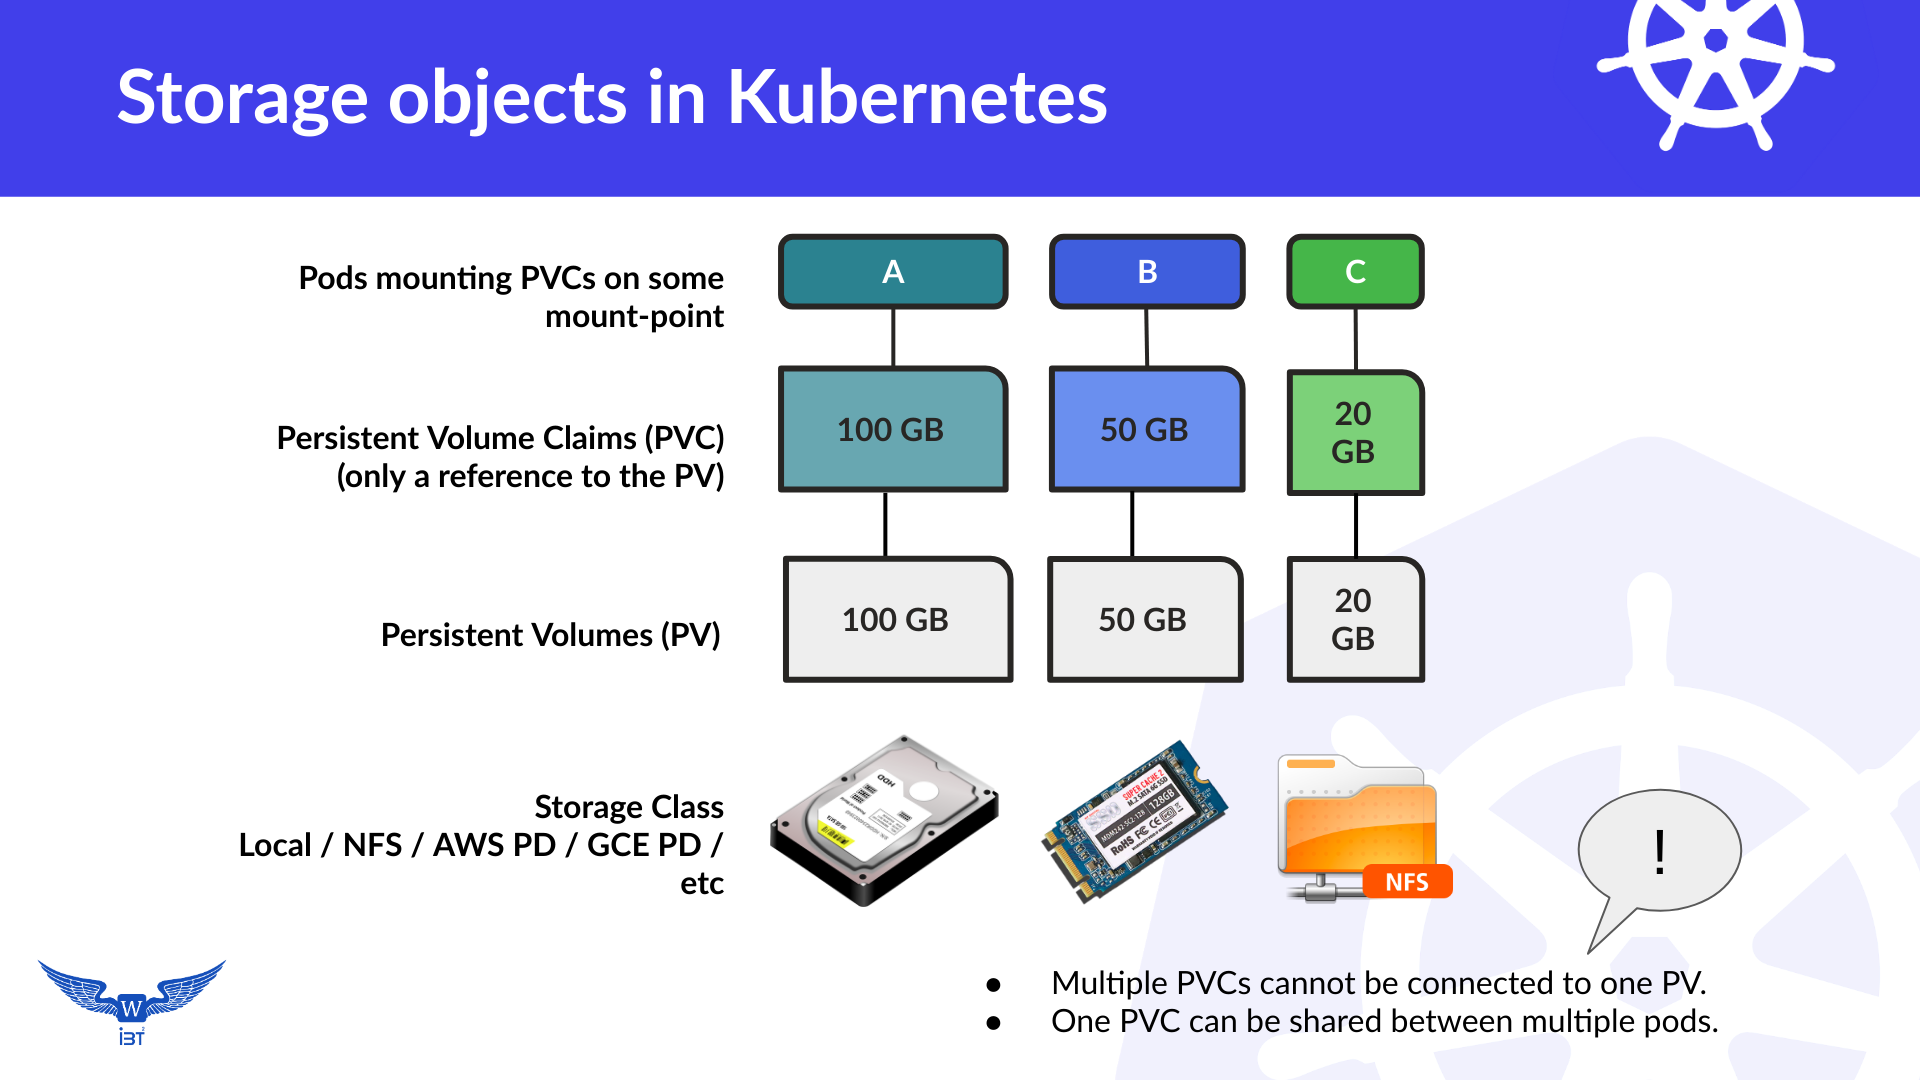 Storage objects in Kubernetes
Pods mounting PVCs on some
mount-point
A
B
C
Persistent Volume Claims (PVC)
(only a reference to the PV)
100 GB
50 GB
20
GB
Persistent Volumes (PV)
100 GB
50 GB
20
GB
Storage Class
Local / NFS / AWS PD / GCE PD /
etc
HDD
SUPER CACHE 2
M.2 SATA 6G SSD
128GB
RoHS FC CE
NFS
!
● Multiple PVCs cannot be connected to one PV.
● One PVC can be shared between multiple pods.
W